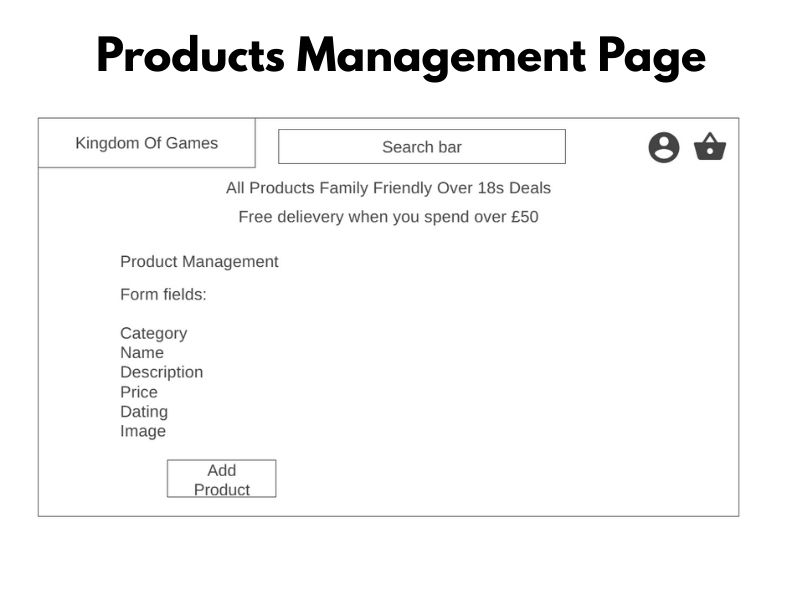 Products Management Page
Kingdom Of Games
Search bar
All Products Family Friendly Over 18s Deals
Free delievery when you spend over £50
Product Management
Form fields:
Category
Name
Description
Price
Dating
Image
Add
Product